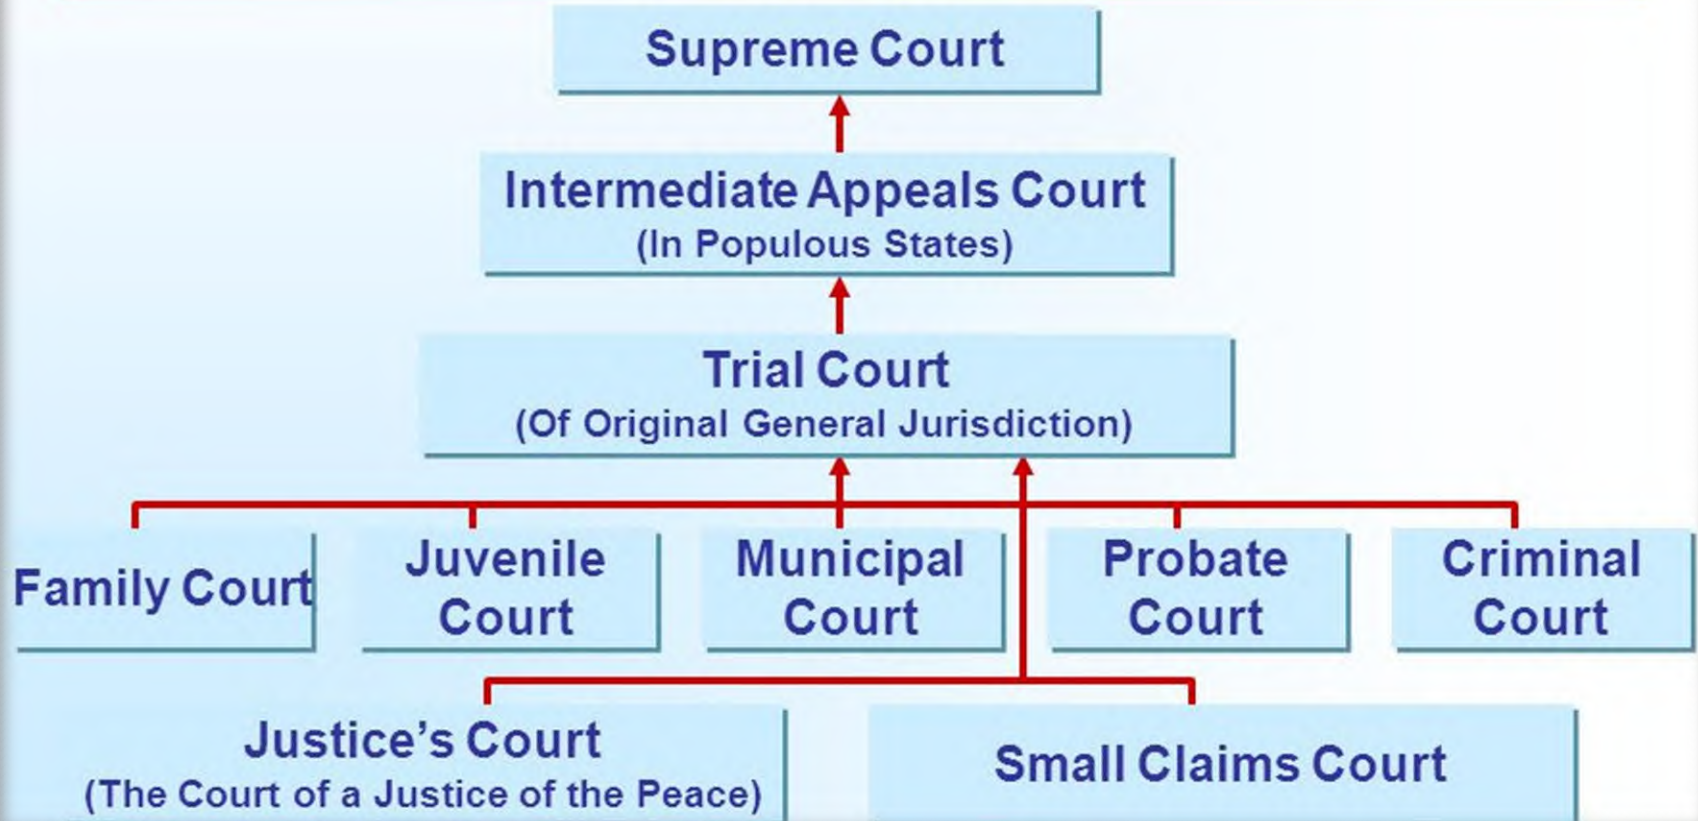 Supreme Court
Intermediate Appeals Court
(In Populous States)
Trial Court
(Of Original General Jurisdiction)
Family Court
Juvenile
Court
Municipal
Court
Probate
Court
Criminal
Court
Justice’s Court
(The Court of a Justice of the Peace)
Small Claims Court